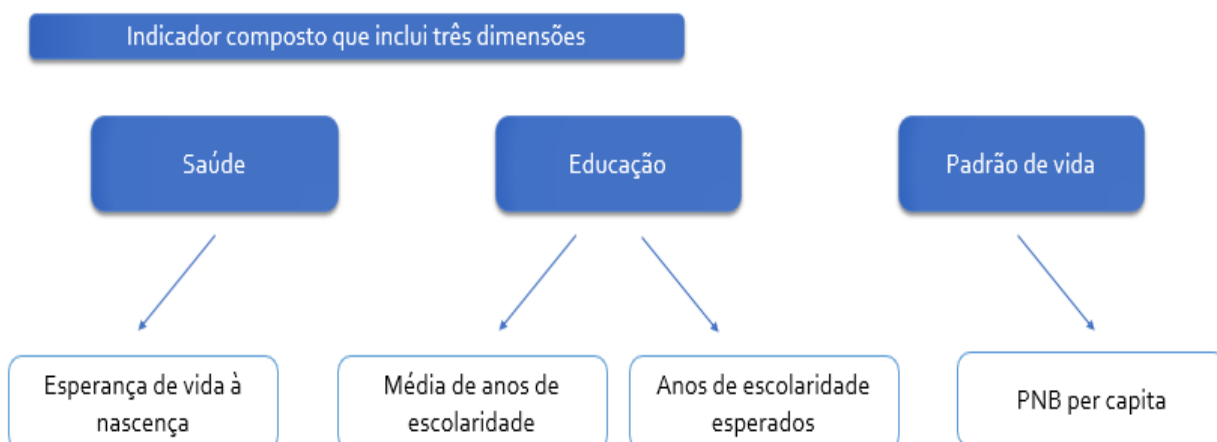 Indicador composto que inclui três dimensões
Saúde
Educação
Padrão de vida
Esperança de vida à
nascença
Média de anos de
escolaridade
Anos de escolaridade
esperados
PNB per capita